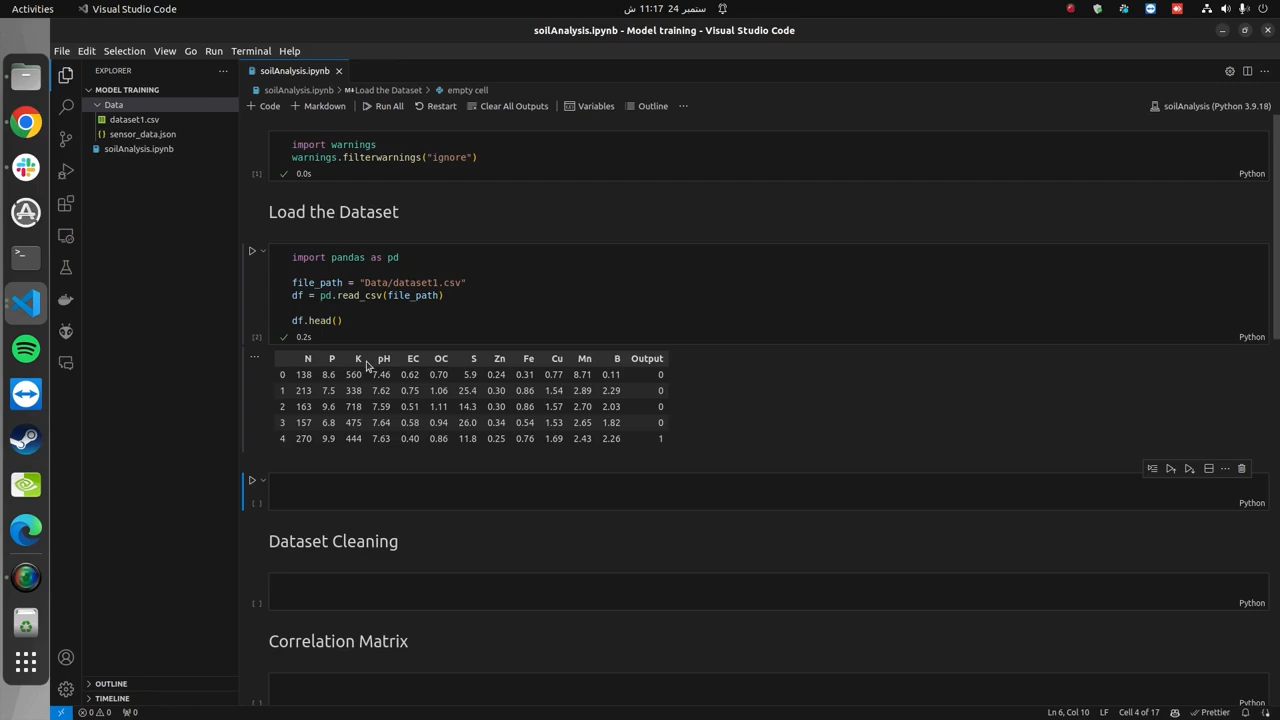 Activities
Visual Studio Code
ستمبر 24 11:17 ش
soilAnalysis.ipynb - Model training - Visual Studio Code
File Edit Selection View Go Run Terminal Help
EXPLORER
MODEL TRAINING
Data
dataset1.csv
{} sensor_data.json
soilAnalysis.ipynb
OUTLINE
TIMELINE
soilAnalysis.ipynb
soilAnalysis.ipynb > Load the Dataset > empty cell
+ Code + Markdown Run All Restart Clear All Outputs Variables Outline ...
soilAnalysis (Python 3.9.18)
import warnings
warnings.filterwarnings("ignore")
[1] 0.0s Python
Load the Dataset
import pandas as pd
file_path = "Data/dataset1.csv"
df = pd.read_csv(file_path)
df.head()
[2] 0.2s
N P K pH EC OC S Zn Fe Cu Mn B Output
0 138 8.6 560 7.46 0.62 0.70 5.9 0.24 0.31 0.77 8.71 0.11 0
1 213 7.5 338 7.62 0.75 1.06 25.4 0.30 0.86 1.54 2.89 2.29 0
2 163 9.6 718 7.59 0.51 1.11 14.3 0.30 0.86 1.57 2.70 2.03 0
3 157 6.8 475 7.64 0.58 0.94 26.0 0.34 0.54 1.53 2.65 1.82 0
4 270 9.9 444 7.63 0.40 0.86 11.8 0.25 0.76 1.69 2.43 2.26 1
[ ] Python
Dataset Cleaning
[ ] Python
Correlation Matrix
0 0 0
Ln 6, Col 10 LF Cell 4 of 17 Prettier